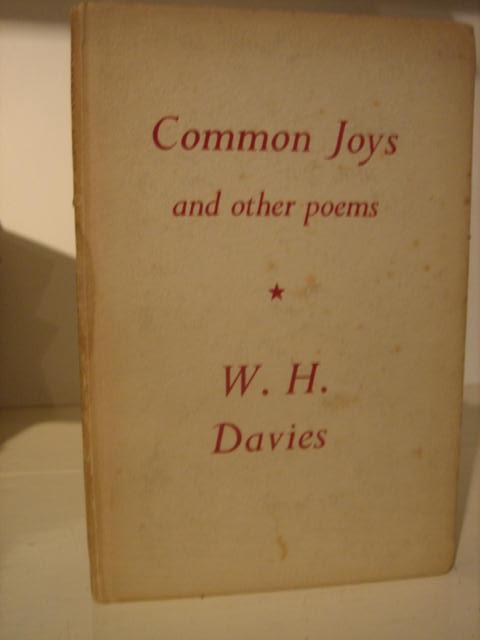 Common Joys
and other poems
★
W. H.
Davies